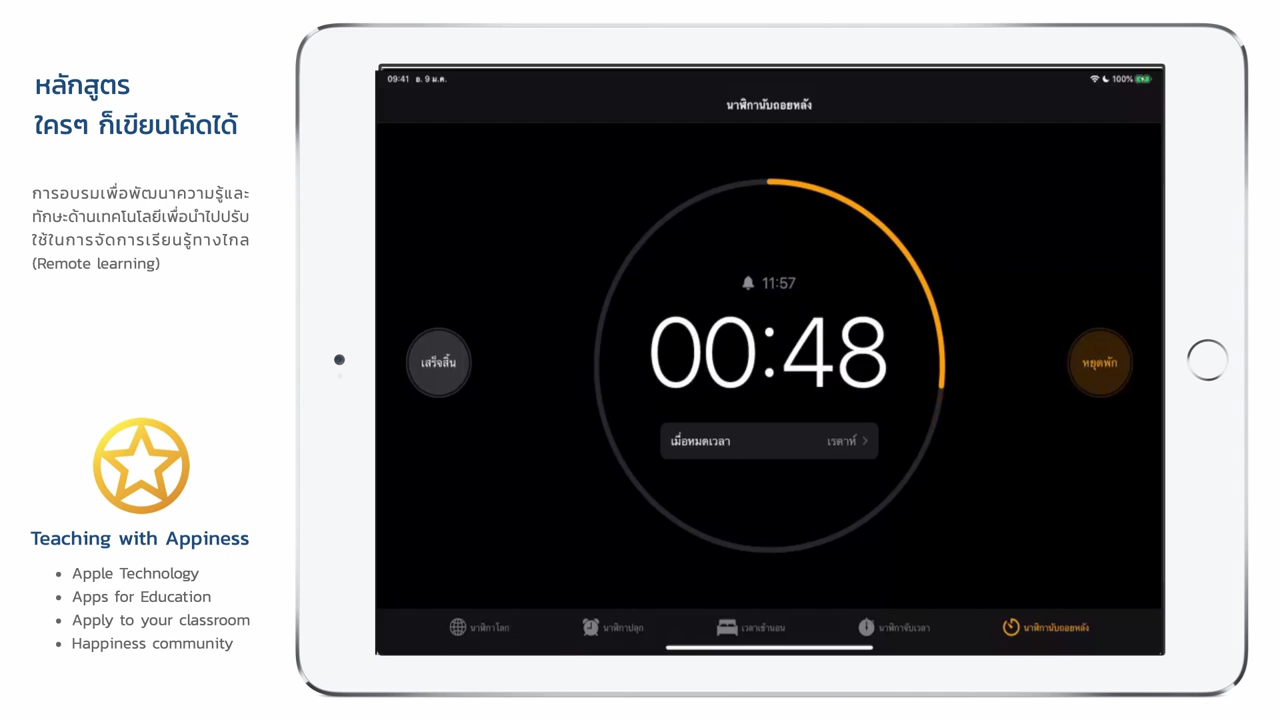 หลักสูตร
ใครๆ ก็เขียนโค้ดได้
การอบรมเพื่อพัฒนาความรู้และ
ทักษะด้านเทคโนโลยีเพื่อนำไปปรับ
ใช้ในการจัดการเรียนรู้ทางไกล
(Remote learning)
Teaching with Appiness
• Apple Technology
• Apps for Education
• Apply to your classroom
• Happiness community
09:41 อ. 9 ม.ค. 100%
นาฬิกานับถอยหลัง
11:57
00:48
เสร็จสิ้น
หยุดพัก
เมื่อหมดเวลา เรดาห์
นาฬิกาโลก นาฬิกาปลุก เวลาเข้านอน นาฬิกาจับเวลา นาฬิกานับถอยหลัง